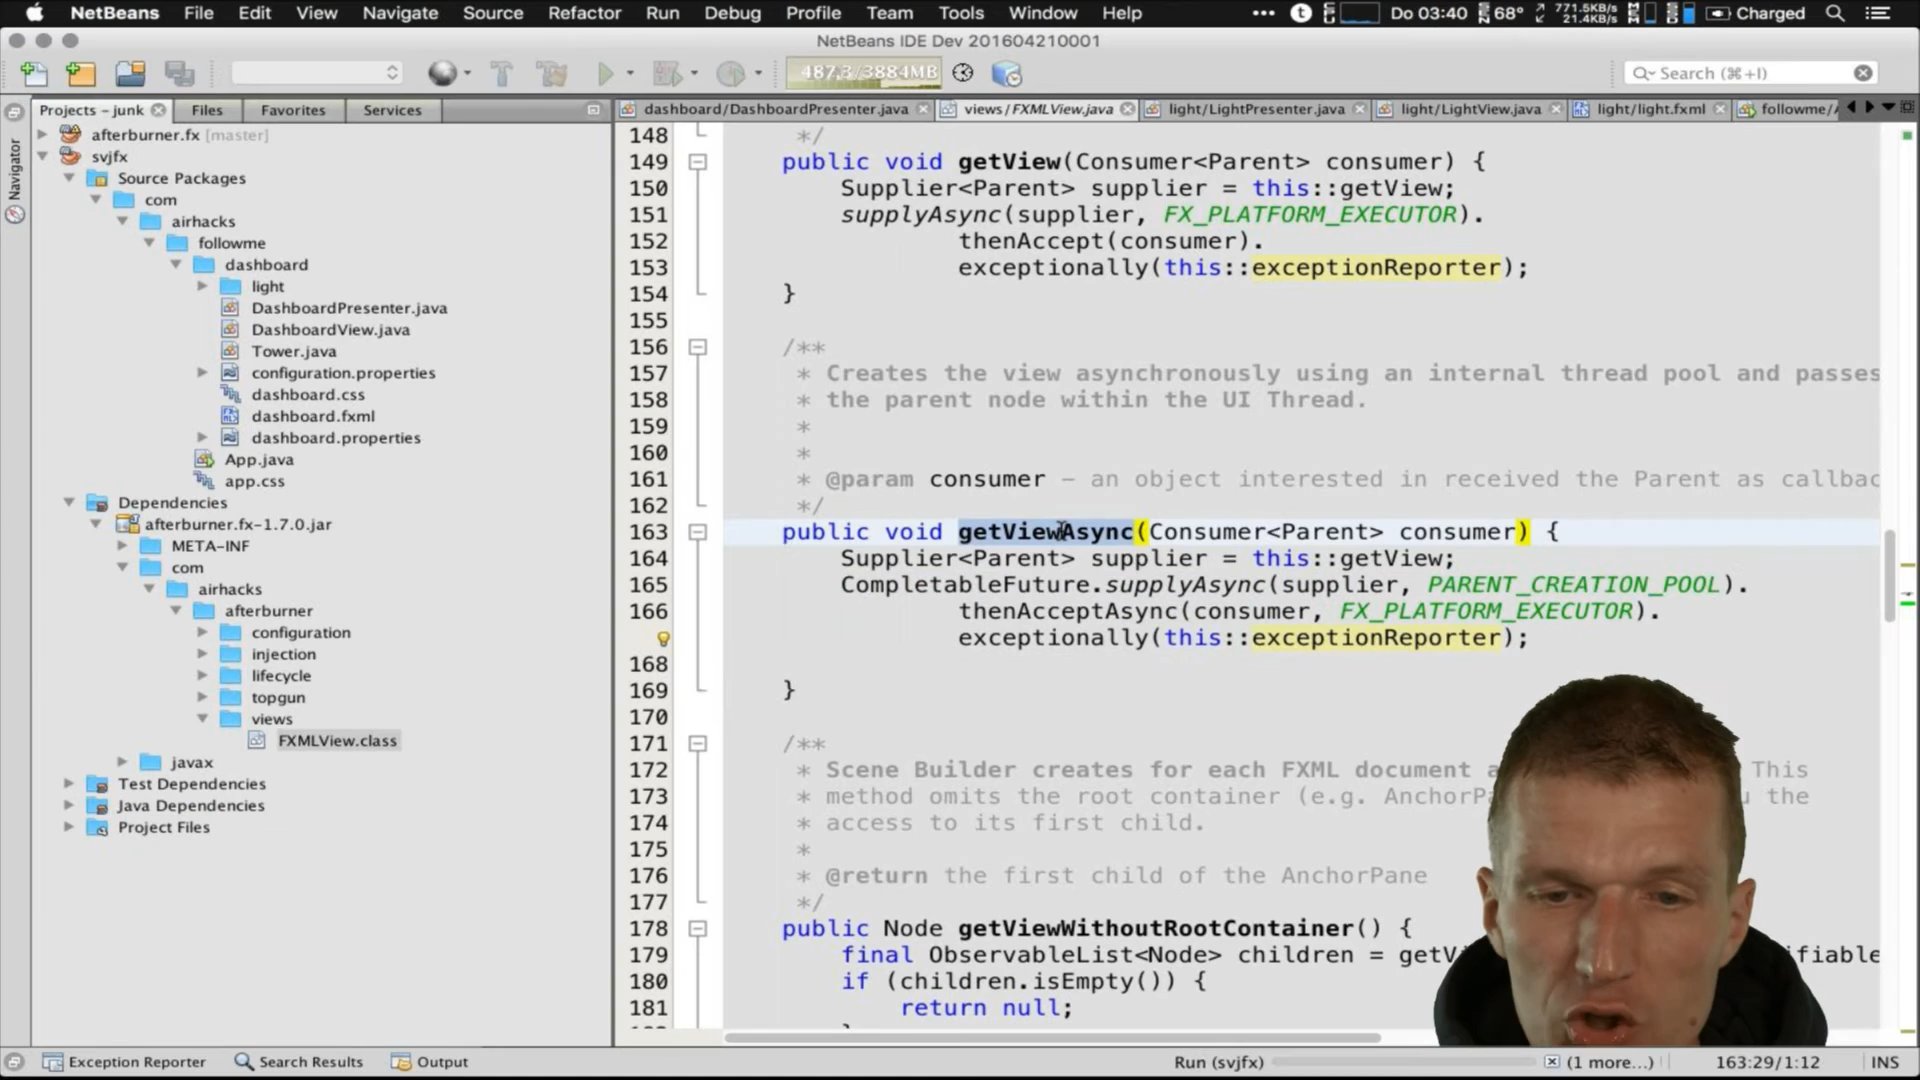 NetBeans File Edit View Navigate Source Refactor Run Debug Profile Team Tools Window Help ••• Do 03:40 68° 771.5KB/s 21.4KB/s Charged
NetBeans IDE Dev 201604210001
487.3/3884MB
Search (⌘+I)
Projects – junk Files Favorites Services
dashboard/DashboardPresenter.java views/FXMLView.java light/LightPresenter.java light/LightView.java light/light.fxml followme/
Navigator
afterburner.fx [master]
svjfx
Source Packages
com
airhacks
followme
dashboard
light
DashboardPresenter.java
DashboardView.java
Tower.java
configuration.properties
dashboard.css
dashboard.fxml
dashboard.properties
App.java
app.css
Dependencies
afterburner.fx-1.7.0.jar
META-INF
com
airhacks
afterburner
configuration
injection
lifecycle
topgun
views
FXMLView.class
javax
Test Dependencies
Java Dependencies
Project Files
148 */
149 public void getView(Consumer<Parent> consumer) {
150 Supplier<Parent> supplier = this::getView;
151 supplyAsync(supplier, FX_PLATFORM_EXECUTOR).
152 thenAccept(consumer).
153 exceptionally(this::exceptionReporter);
154 }
155
156 /**
157 * Creates the view asynchronously using an internal thread pool and passes
158 * the parent node within the UI Thread.
159 *
160 *
161 * @param consumer – an object interested in received the Parent as callbac
162 */
163 public void getViewAsync(Consumer<Parent> consumer) {
164 Supplier<Parent> supplier = this::getView;
165 CompletableFuture.supplyAsync(supplier, PARENT_CREATION_POOL).
166 thenAcceptAsync(consumer, FX_PLATFORM_EXECUTOR).
exceptionally(this::exceptionReporter);
168
169 }
170
171 /**
172 * Scene Builder creates for each FXML document a This
173 * method omits the root container (e.g. AnchorPa u the
174 * access to its first child.
175 *
176 * @return the first child of the AnchorPane
177 */
178 public Node getViewWithoutRootContainer() {
179 final ObservableList<Node> children = getVi ifiable
180 if (children.isEmpty()) {
181 return null;
Exception Reporter Search Results Output Run (svjfx) (1 more...) 163:29/1:12 INS